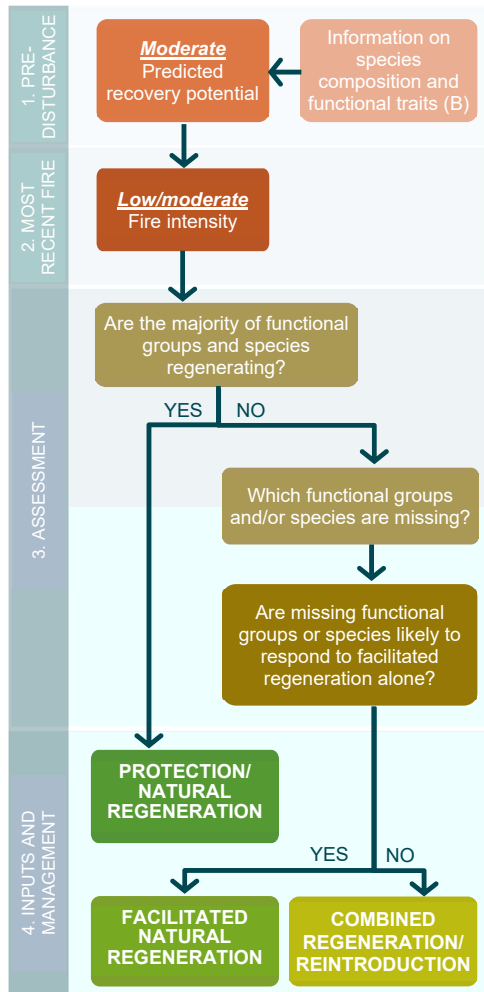 1. PRE-
DISTURBANCE
Moderate
Predicted
recovery potential
Information on
species
composition and
functional traits (B)
2. MOST
RECENT FIRE
Low/moderate
Fire intensity
3. ASSESSMENT
Are the majority of functional
groups and species
regenerating?
YES
NO
Which functional groups
and/or species are missing?
Are missing functional
groups or species likely to
respond to facilitated
regeneration alone?
4. INPUTS AND
MANAGEMENT
PROTECTION/
NATURAL
REGENERATION
YES
NO
FACILITATED
NATURAL
REGENERATION
COMBINED
REGENERATION/
REINTRODUCTION